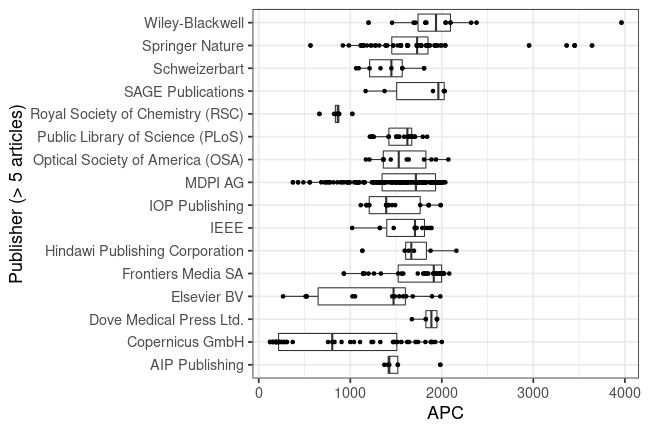 Publisher (> 5 articles)
Wiley-Blackwell
Springer Nature
Schweizerbart
SAGE Publications
Royal Society of Chemistry (RSC)
Public Library of Science (PLoS)
Optical Society of America (OSA)
MDPI AG
IOP Publishing
IEEE
Hindawi Publishing Corporation
Frontiers Media SA
Elsevier BV
Dove Medical Press Ltd.
Copernicus GmbH
AIP Publishing
0 1000 2000 3000 4000
APC